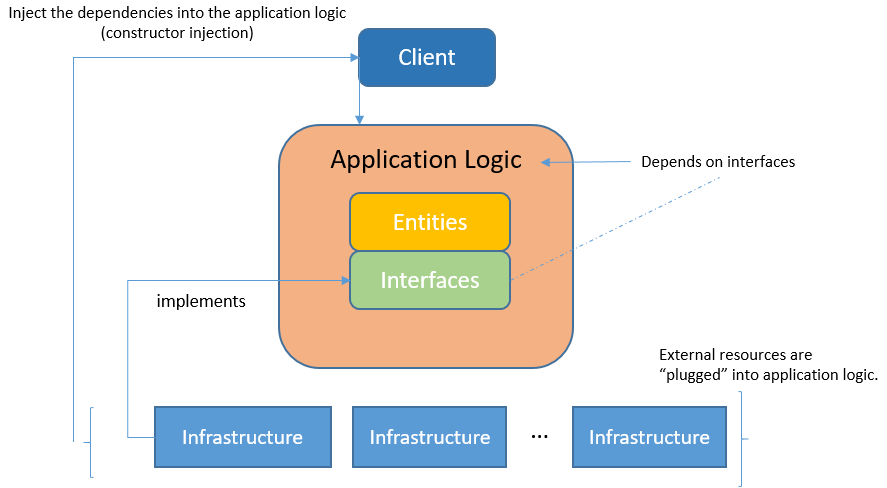 Inject the dependencies into the application logic
(constructor injection)
Client
Application Logic
Depends on interfaces
Entities
Interfaces
implements
External resources are
“plugged” into application logic.
Infrastructure
Infrastructure
...
Infrastructure